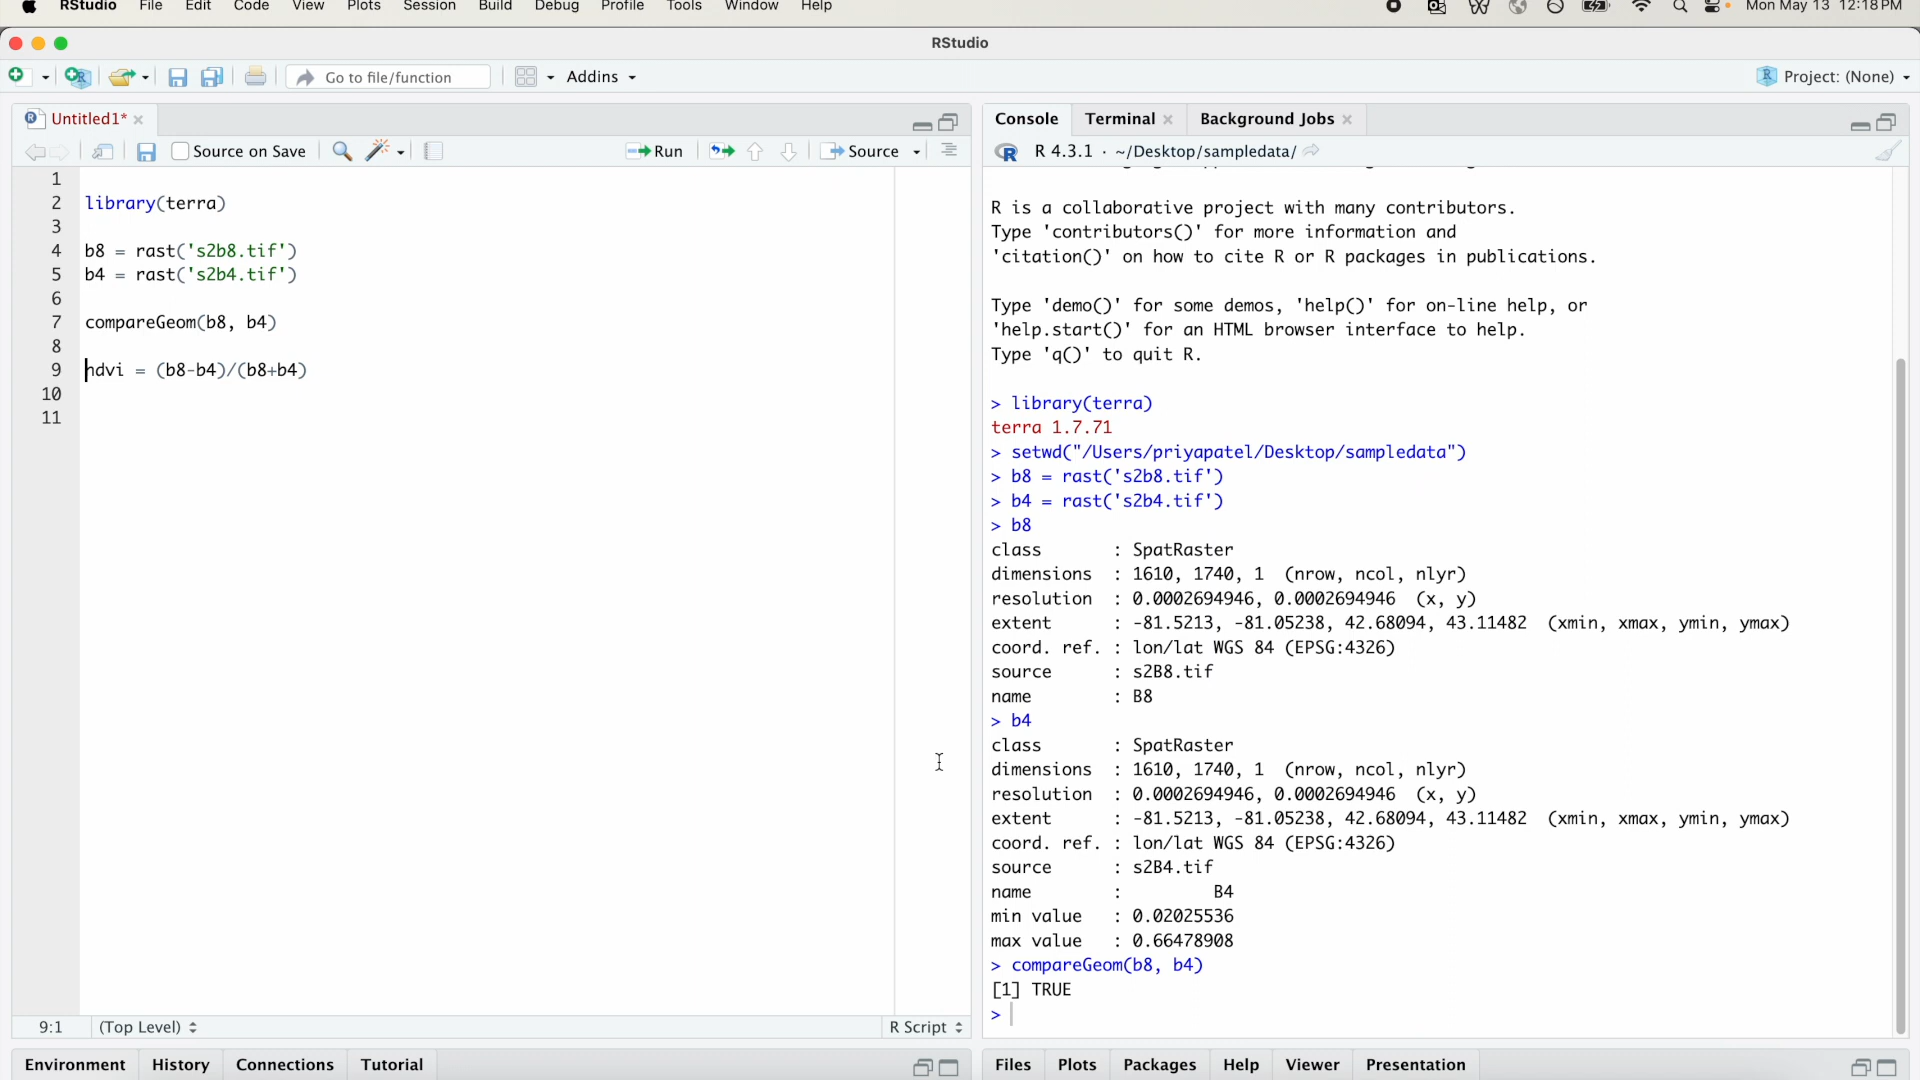 RStudio File Edit Code View Plots Session Build Debug Profile Tools Window Help Mon May 13 12:18 PM
RStudio
Go to file/function Addins Project: (None)
Untitled1*
Source on Save Run Source
1
2 library(terra)
3
4 b8 = rast('s2b8.tif')
5 b4 = rast('s2b4.tif')
6
7 compareGeom(b8, b4)
8
9 ndvi = (b8-b4)/(b8+b4)
10
11
9:1 (Top Level) R Script
Environment History Connections Tutorial
Console Terminal Background Jobs
R 4.3.1 · ~/Desktop/sampledata/
R is a collaborative project with many contributors.
Type 'contributors()' for more information and
'citation()' on how to cite R or R packages in publications.
Type 'demo()' for some demos, 'help()' for on-line help, or
'help.start()' for an HTML browser interface to help.
Type 'q()' to quit R.
> library(terra)
terra 1.7.71
> setwd("/Users/priyapatel/Desktop/sampledata")
> b8 = rast('s2b8.tif')
> b4 = rast('s2b4.tif')
> b8
class : SpatRaster
dimensions : 1610, 1740, 1 (nrow, ncol, nlyr)
resolution : 0.0002694946, 0.0002694946 (x, y)
extent : -81.5213, -81.05238, 42.68094, 43.11482 (xmin, xmax, ymin, ymax)
coord. ref. : lon/lat WGS 84 (EPSG:4326)
source : s2B8.tif
name : B8
> b4
class : SpatRaster
dimensions : 1610, 1740, 1 (nrow, ncol, nlyr)
resolution : 0.0002694946, 0.0002694946 (x, y)
extent : -81.5213, -81.05238, 42.68094, 43.11482 (xmin, xmax, ymin, ymax)
coord. ref. : lon/lat WGS 84 (EPSG:4326)
source : s2B4.tif
name : B4
min value : 0.02025536
max value : 0.66478908
> compareGeom(b8, b4)
[1] TRUE
>
Files Plots Packages Help Viewer Presentation